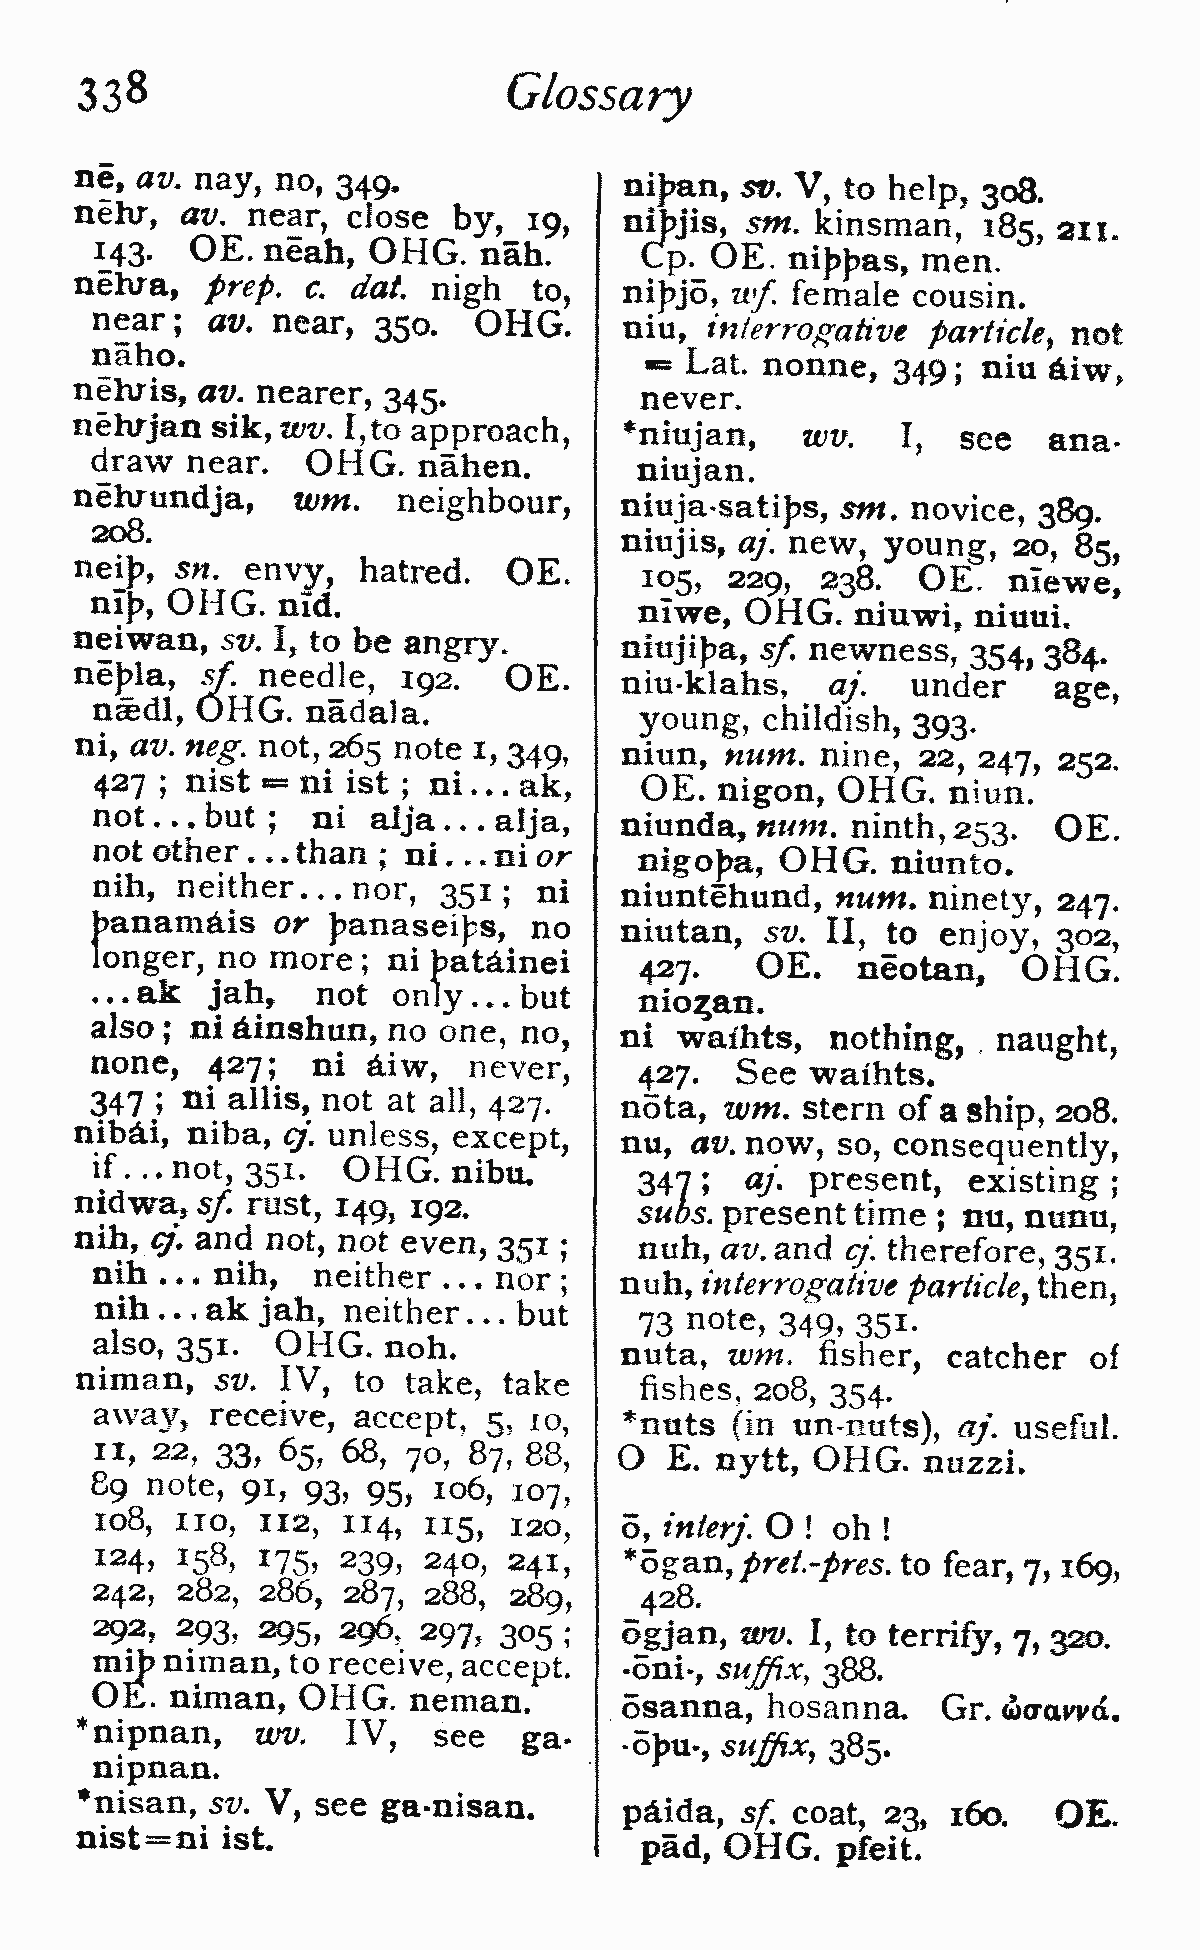 338
Glossary
nē, av. nay, no, 349.
nēƕ, av. near, close by, 19,
143. OE. nēah, OHG. nāh.
nēƕa, prep. c. dat. nigh to,
near; av. near, 350. OHG.
nāho.
nēƕis, av. nearer, 345.
nēƕjan sik, wv. I, to approach,
draw near. OHG. nāhen.
nēƕundja, wm. neighbour,
208.
neiþ, sn. envy, hatred. OE.
nīþ, OHG. nīd.
neiwan, sv. I, to be angry.
nēþla, sf. needle, 192. OE.
nǣdl, OHG. nādala.
ni, av. neg. not, 265 note 1, 349,
427 ; nist = ni ist ; ni... ak,
not...but ; ni alja...alja,
not other...than ; ni...ni or
nih, neither... nor, 351 ; ni
þanamáis or þanaseiþs, no
longer, no more ; ni þatáinei
...ak jah, not only...but
also ; ni áinshun, no one, no,
none, 427; ni áiw, never,
347 ; ni allis, not at all, 427.
nibái, niba, cj. unless, except,
if...not, 351. OHG. nibu.
nidwa, sf. rust, 149, 192.
nih, cj. and not, not even, 351 ;
nih ... nih, neither ... nor ;
nih...ak jah, neither... but
also, 351. OHG. noh.
niman, sv. IV, to take, take
away, receive, accept, 5, 10,
11, 22, 33, 65, 68, 70, 87, 88,
89 note, 91, 93, 95, 106, 107,
108, 110, 112, 114, 115, 120,
124, 158, 175, 239, 240, 241,
242, 282, 286, 287, 288, 289,
292, 293, 295, 296, 297, 305 ;
miþ niman, to receive, accept.
OE. niman, OHG. neman.
*nipnan, wv. IV, see ga-
nipnan.
*nisan, sv. V, see ga-nisan.
nist=ni ist.
niþan, sv. V, to help, 308.
niþjis, sm. kinsman, 185, 211.
Cp. OE. niþþas, men.
niþjō, wf. female cousin.
niu, interrogative particle, not
= Lat. nonne, 349 ; niu áiw,
never.
*niujan, wv. I, see ana-
niujan.
niuja-satiþs, sm. novice, 389.
niujis, aj. new, young, 20, 85,
105, 229, 238. OE. nīewe,
nīwe, OHG. niuwi, niuui.
niujiþa, sf. newness, 354, 384.
niu-klahs, aj. under age,
young, childish, 393.
niun, num. nine, 22, 247, 252.
OE. nigon, OHG. niun.
niunda, num. ninth, 253. OE.
nigoþa, OHG. niunto.
niuntēhund, num. ninety, 247.
niutan, sv. II, to enjoy, 302,
427. OE. nēotan, OHG.
nioȥan.
ni waíhts, nothing, naught,
427. See waíhts.
nōta, wm. stern of a ship, 208.
nu, av. now, so, consequently,
347 ; aj. present, existing ;
subs. present time ; nu, nunu,
nuh, av. and cj. therefore, 351.
nuh, interrogative particle, then,
73 note, 349, 351.
nuta, wm. fisher, catcher of
fishes, 208, 354.
*nuts (in un-nuts), aj. useful.
O E. nytt, OHG. nuzzi.
ō, interj. O ! oh !
*ōgan, pret.-pres. to fear, 7, 169,
428.
ōgjan, wv. I, to terrify, 7, 320.
-ōni-, suffix, 388.
ōsanna, hosanna. Gr. ὡσαννά.
-ōþu-, suffix, 385.
páida, sf. coat, 23, 160. OE.
pād, OHG. pfeit.